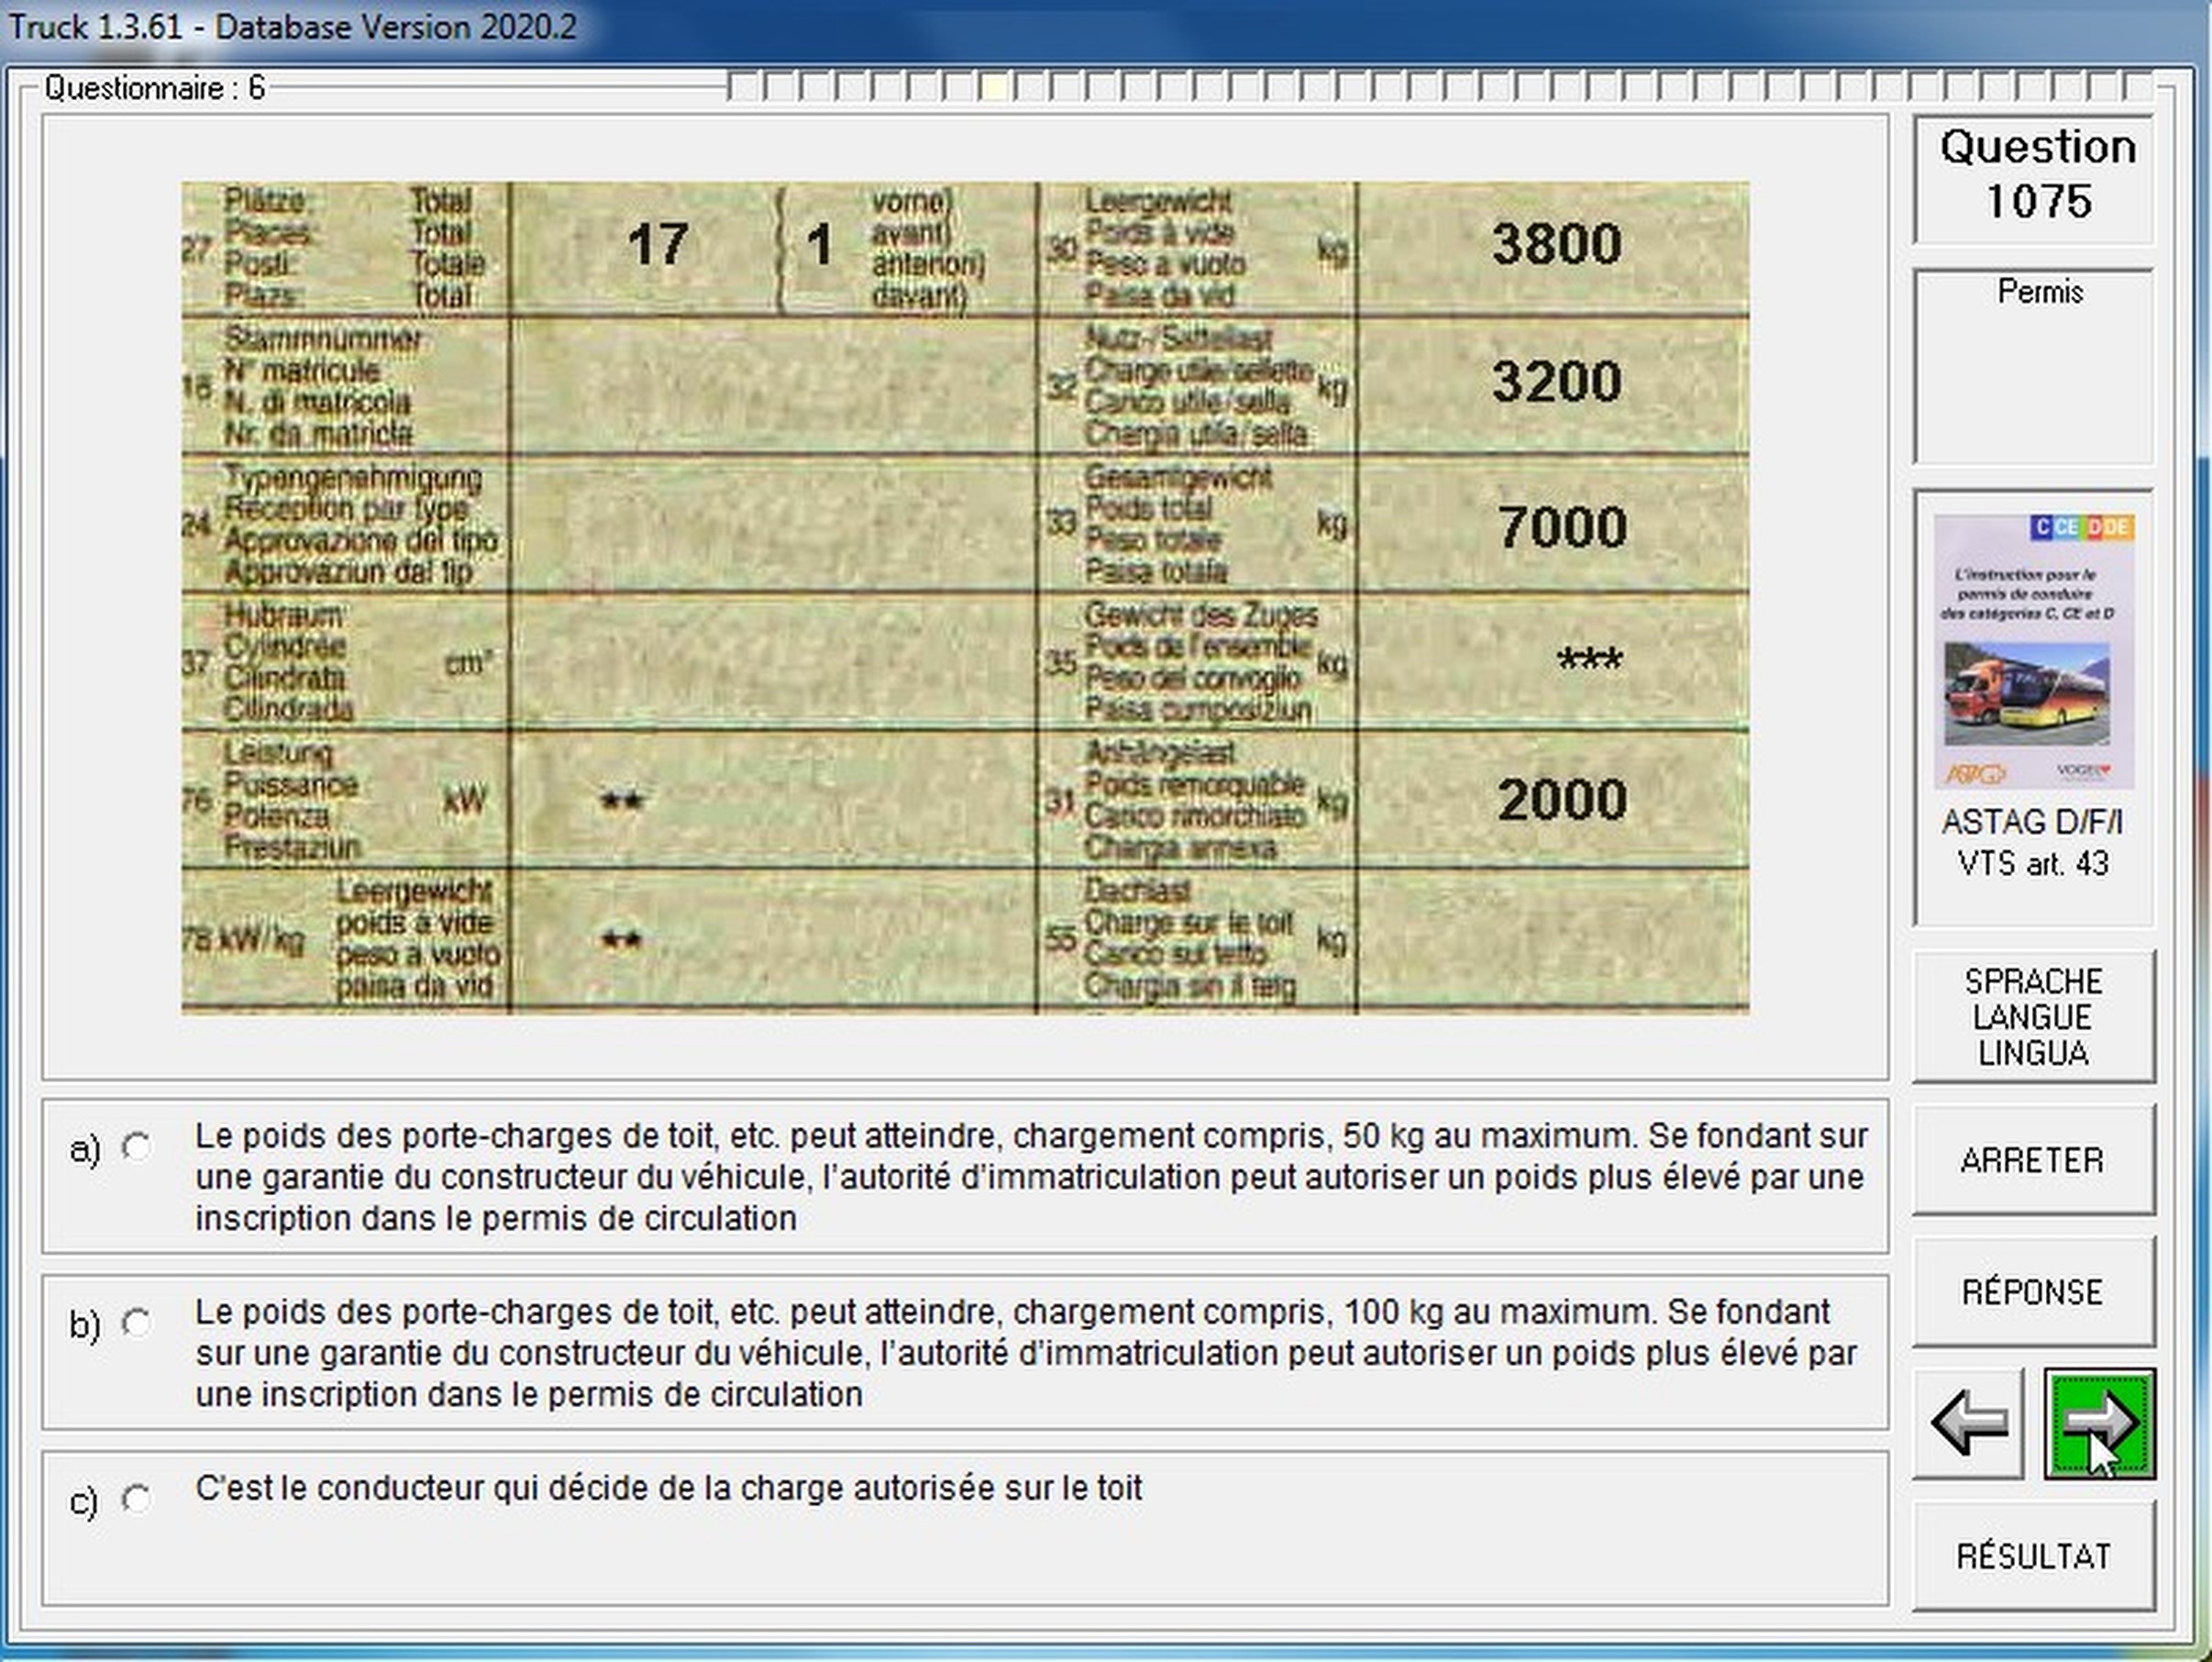 Truck 1.3.61 - Database Version 2020.2
Questionnaire : 6
27 Plätze: Total
Places: Total
Posti: Totale
Plazs: Total
17 ( 1 vorne)
avant)
anteriori)
davant)
30 Leergewicht
Poids à vide kg
Peso a vuoto
Paisa da vid
3800
18 Stammnummer
N° matricule
N. di matricola
Nr. da matricla
32 Nutz-/Sattellast
Charge utile/sellette kg
Carico utile/sella
Chargia utila/sella
3200
24 Typengenehmigung
Réception par type
Approvazione del tipo
Approvaziun dal tip
33 Gesamtgewicht
Poids total kg
Peso totale
Paisa totala
7000
37 Hubraum
Cylindrée cm³
Cilindrata
Cilindrada
35 Gewicht des Zuges
Poids de l'ensemble kg
Peso del convoglio
Paisa cumposiziun
***
76 Leistung
Puissance kW
Potenza
Prestaziun
**
31 Anhängelast
Poids remorquable kg
Carico rimorchiato
Chargia annexa
2000
78 kW/kg Leergewicht
poids à vide
peso a vuoto
paisa da vid
**
55 Dachlast
Charge sur le toit kg
Carico sul tetto
Chargia sin il tetg
a) Le poids des porte-charges de toit, etc. peut atteindre, chargement compris, 50 kg au maximum. Se fondant sur
une garantie du constructeur du véhicule, l'autorité d'immatriculation peut autoriser un poids plus élevé par une
inscription dans le permis de circulation
b) Le poids des porte-charges de toit, etc. peut atteindre, chargement compris, 100 kg au maximum. Se fondant
sur une garantie du constructeur du véhicule, l'autorité d'immatriculation peut autoriser un poids plus élevé par
une inscription dans le permis de circulation
c) C'est le conducteur qui décide de la charge autorisée sur le toit
Question
1075
Permis
C CE D DE
L'instruction pour le
permis de conduire
des catégories C, CE et D
ASTAG
VOGEL
ASTAG D/F/I
VTS art. 43
SPRACHE
LANGUE
LINGUA
ARRETER
RÉPONSE
RÉSULTAT